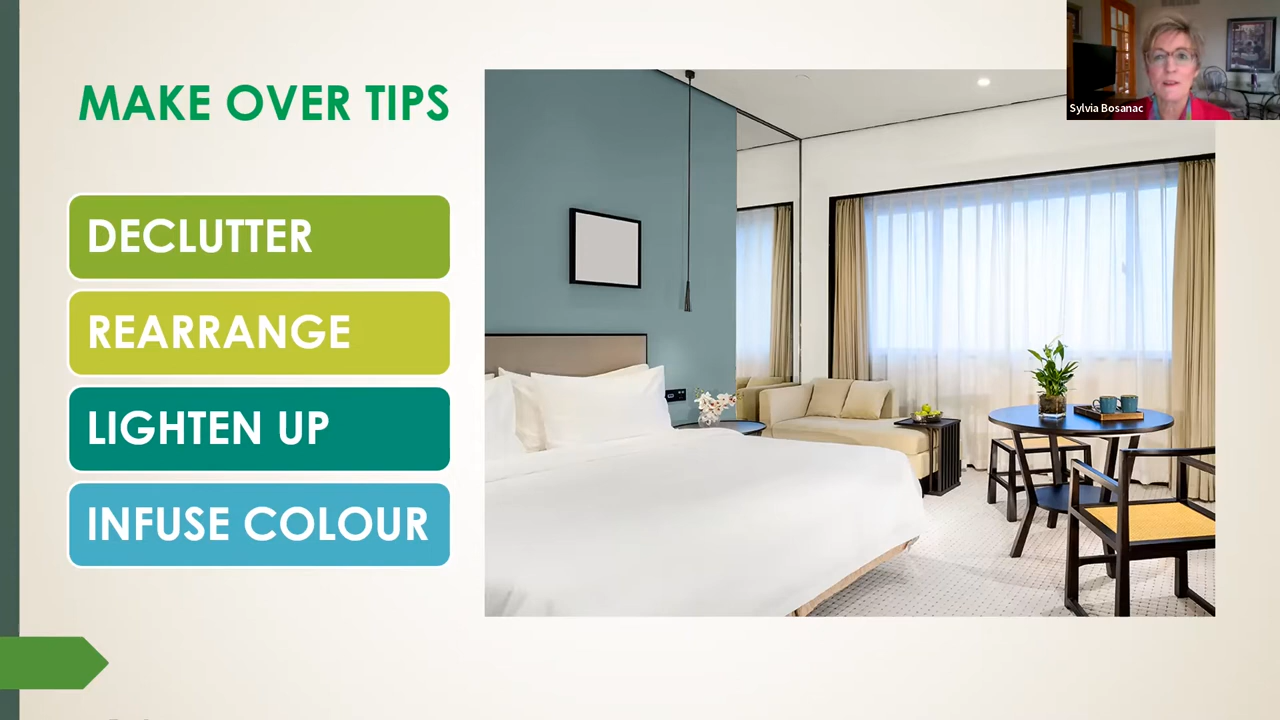 MAKE OVER TIPS
DECLUTTER
REARRANGE
LIGHTEN UP
INFUSE COLOUR
Sylvia Bosanac